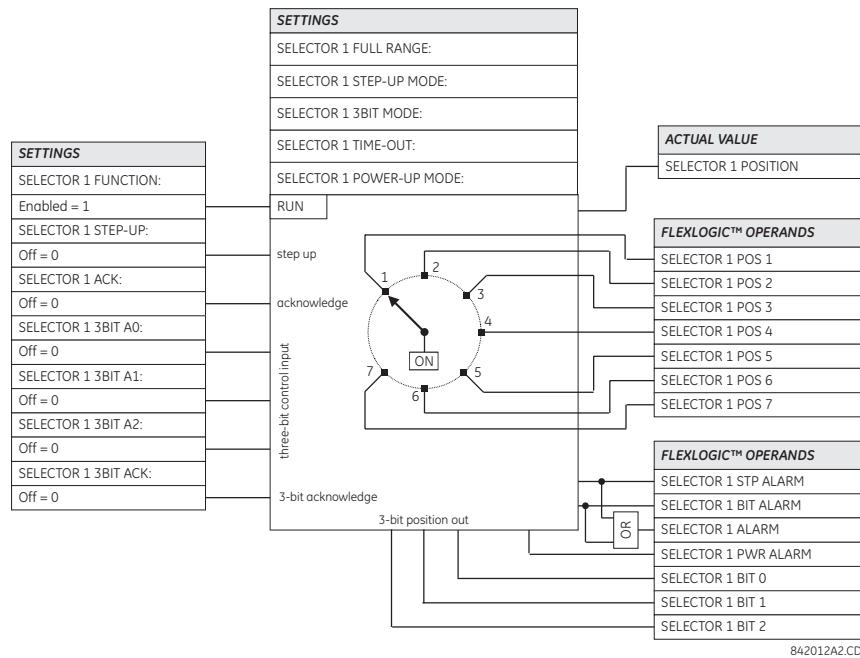 SETTINGS
SELECTOR 1 FULL RANGE:
SELECTOR 1 STEP-UP MODE:
SELECTOR 1 3BIT MODE:
SELECTOR 1 TIME-OUT:
SELECTOR 1 POWER-UP MODE:
SETTINGS
SELECTOR 1 FUNCTION:
Enabled = 1
SELECTOR 1 STEP-UP:
Off = 0
SELECTOR 1 ACK:
Off = 0
SELECTOR 1 3BIT A0:
Off = 0
SELECTOR 1 3BIT A1:
Off = 0
SELECTOR 1 3BIT A2:
Off = 0
SELECTOR 1 3BIT ACK:
Off = 0
RUN
step up
acknowledge
three-bit control input
3-bit acknowledge
3-bit position out
1
2
3
4
5
6
7
ON
ACTUAL VALUE
SELECTOR 1 POSITION
FLEXLOGIC™ OPERANDS
SELECTOR 1 POS 1
SELECTOR 1 POS 2
SELECTOR 1 POS 3
SELECTOR 1 POS 4
SELECTOR 1 POS 5
SELECTOR 1 POS 6
SELECTOR 1 POS 7
FLEXLOGIC™ OPERANDS
SELECTOR 1 STP ALARM
SELECTOR 1 BIT ALARM
OR
SELECTOR 1 ALARM
SELECTOR 1 PWR ALARM
SELECTOR 1 BIT 0
SELECTOR 1 BIT 1
SELECTOR 1 BIT 2
842012A2.CD